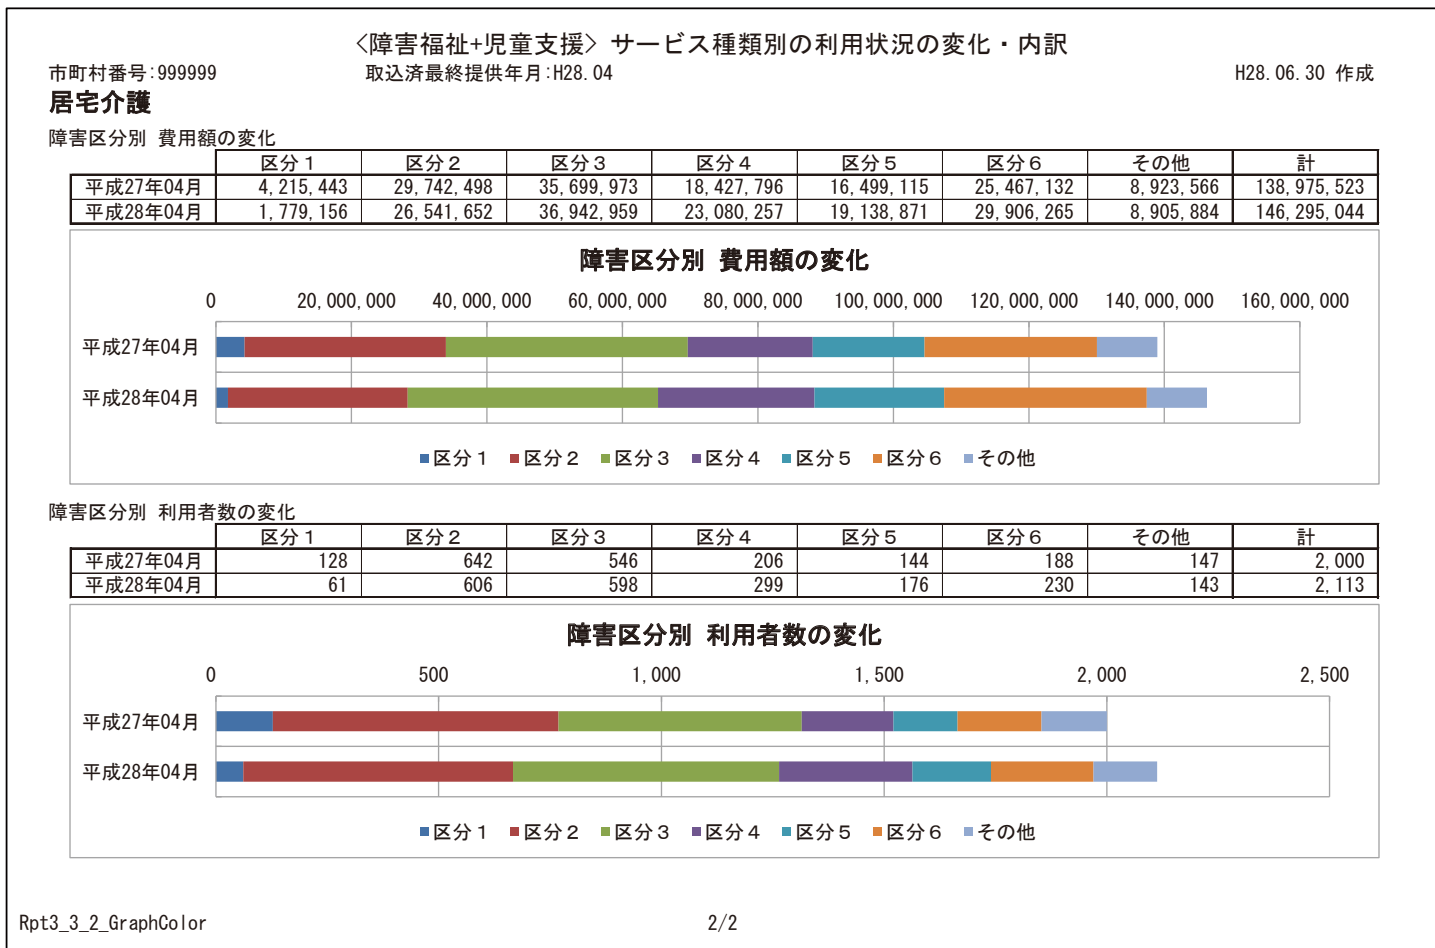 〈障害福祉+児童支援〉 サービス種類別の利用状況の変化・内訳
市町村番号:999999 取込済最終提供年月:H28.04 H28.06.30 作成
居宅介護
障害区分別 費用額の変化
区分1 区分2 区分3 区分4 区分5 区分6 その他 計
平成27年04月 4,215,443 29,742,498 35,699,973 18,427,796 16,499,115 25,467,132 8,923,566 138,975,523
平成28年04月 1,779,156 26,541,652 36,942,959 23,080,257 19,138,871 29,906,265 8,905,884 146,295,044
障害区分別 費用額の変化
0 20,000,000 40,000,000 60,000,000 80,000,000 100,000,000 120,000,000 140,000,000 160,000,000
平成27年04月
平成28年04月
区分1 区分2 区分3 区分4 区分5 区分6 その他
障害区分別 利用者数の変化
区分1 区分2 区分3 区分4 区分5 区分6 その他 計
平成27年04月 128 642 546 206 144 188 147 2,000
平成28年04月 61 606 598 299 176 230 143 2,113
障害区分別 利用者数の変化
0 500 1,000 1,500 2,000 2,500
平成27年04月
平成28年04月
区分1 区分2 区分3 区分4 区分5 区分6 その他
Rpt3_3_2_GraphColor 2/2